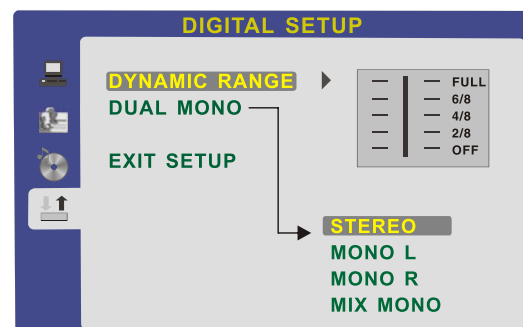 DIGITAL SETUP
DYNAMIC RANGE
DUAL MONO
EXIT SETUP
FULL
6/8
4/8
2/8
OFF
STEREO
MONO L
MONO R
MIX MONO